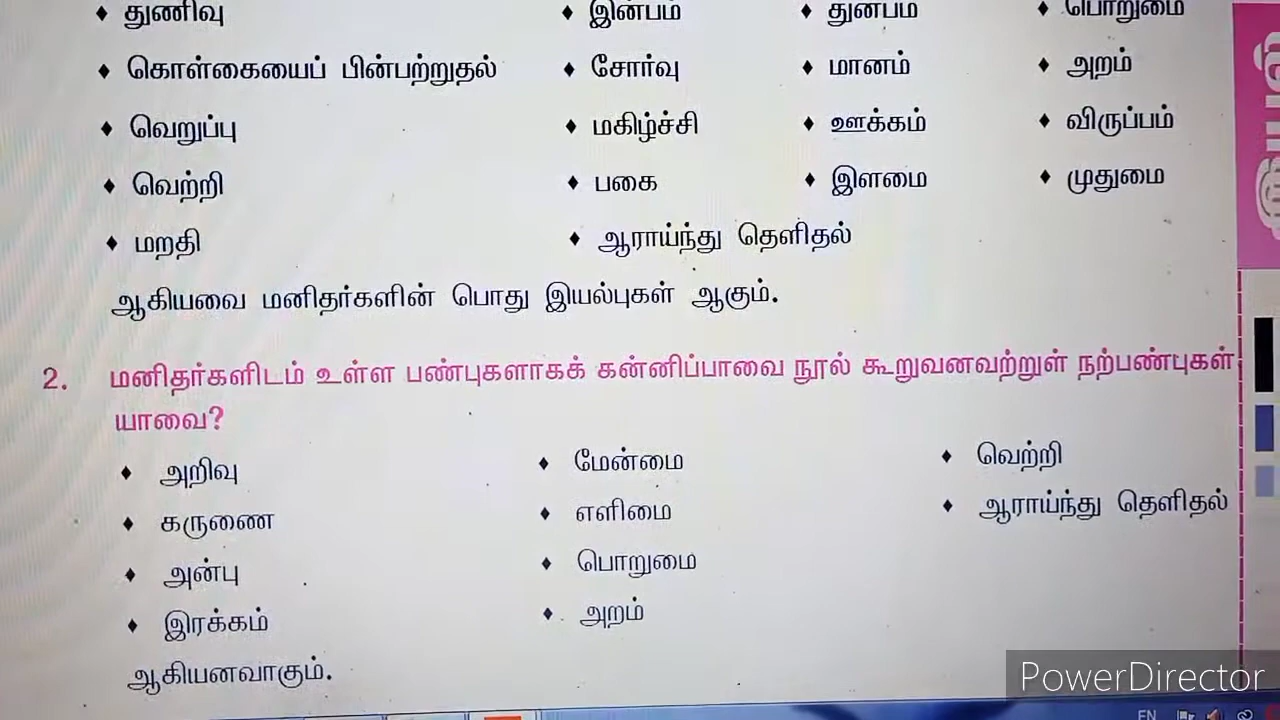 ♦ துணிவு ♦ இன்பம் ♦ துன்பம் ♦ பொறுமை
♦ கொள்கையைப் பின்பற்றுதல் ♦ சோர்வு ♦ மானம் ♦ அறம்
♦ வெறுப்பு ♦ மகிழ்ச்சி ♦ ஊக்கம் ♦ விருப்பம்
♦ வெற்றி ♦ பகை ♦ இளமை ♦ முதுமை
♦ மறதி ♦ ஆராய்ந்து தெளிதல்
ஆகியவை மனிதர்களின் பொது இயல்புகள் ஆகும்.
2. மனிதர்களிடம் உள்ள பண்புகளாகக் கன்னிப்பாவை நூல் கூறுவனவற்றுள் நற்பண்புகள்
யாவை?
♦ அறிவு ♦ மேன்மை ♦ வெற்றி
♦ கருணை ♦ எளிமை ♦ ஆராய்ந்து தெளிதல்
♦ அன்பு ♦ பொறுமை
♦ இரக்கம் ♦ அறம்
ஆகியனவாகும்.
PowerDirector
EN